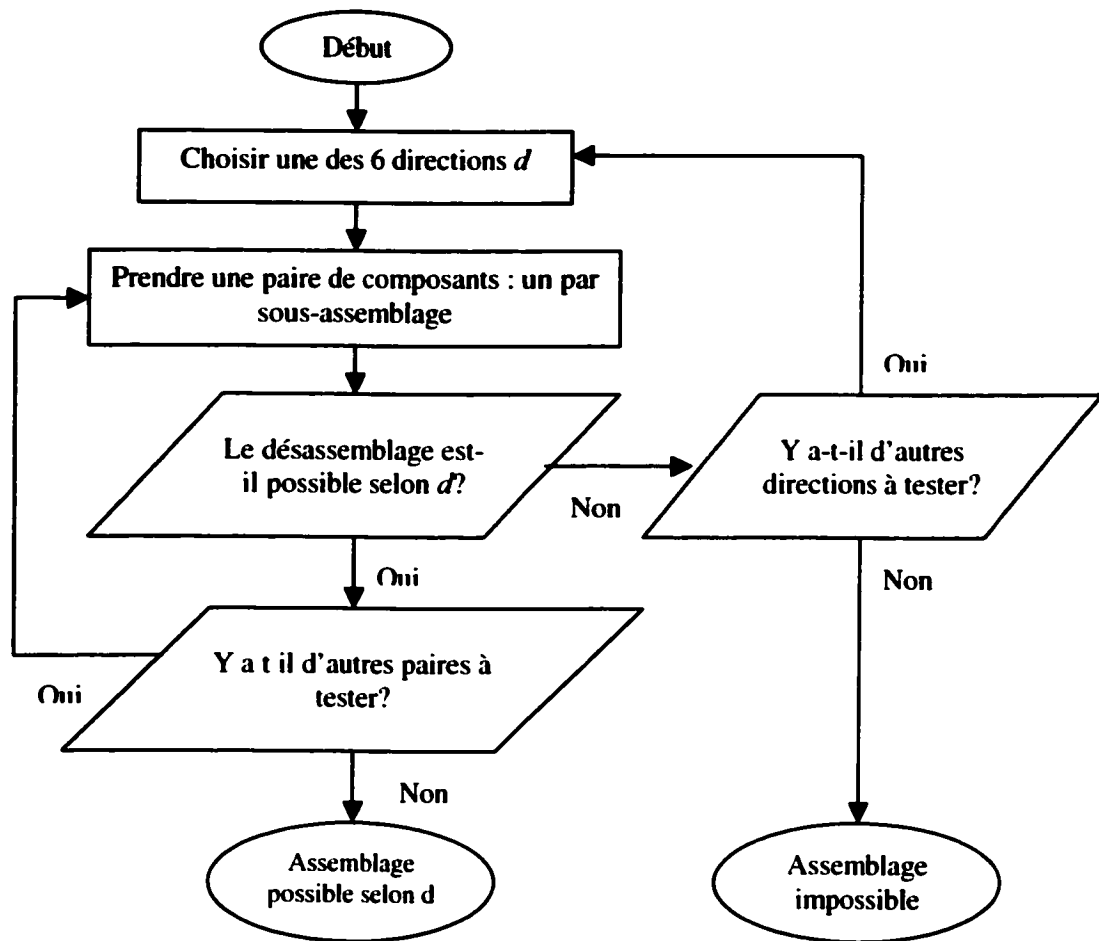 Début
Choisir une des 6 directions d
Prendre une paire de composants : un par
sous-assemblage
Oui
Le désassemblage est-
il possible selon d?
Y a-t-il d'autres
directions à tester?
Non
Oui
Non
Y a t il d'autres paires à
tester?
Oui
Non
Assemblage
possible selon d
Assemblage
impossible